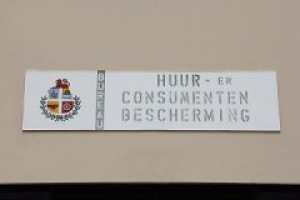 BUREAU
HUUR- EN
CONSUMENTEN
BESCHERMING